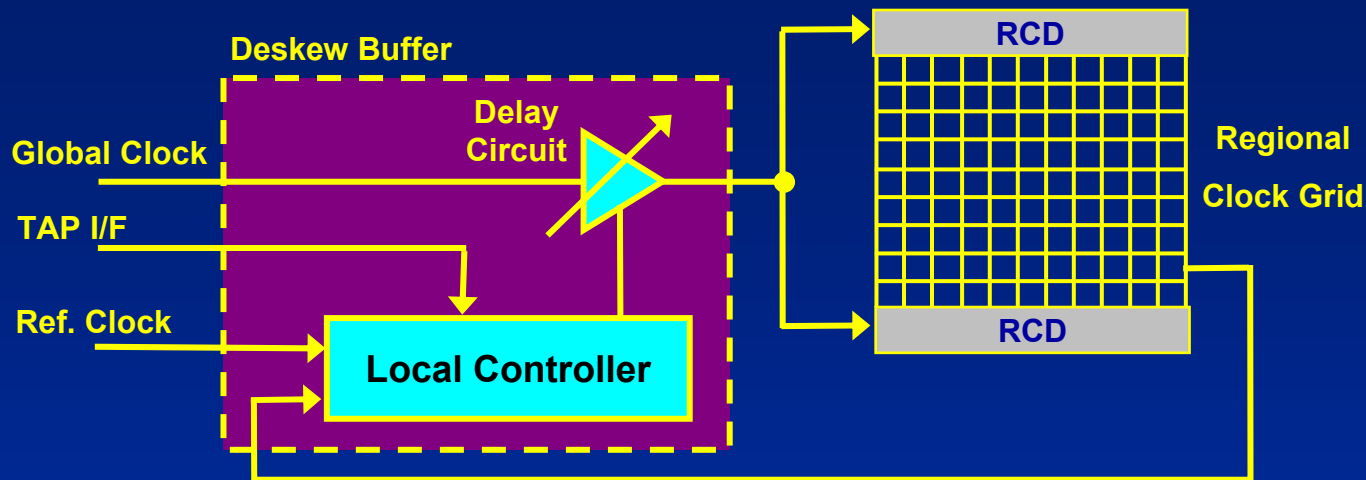 Deskew Buffer
Delay
Circuit
Global Clock
TAP I/F
Ref. Clock
Local Controller
RCD
Regional
Clock Grid
RCD